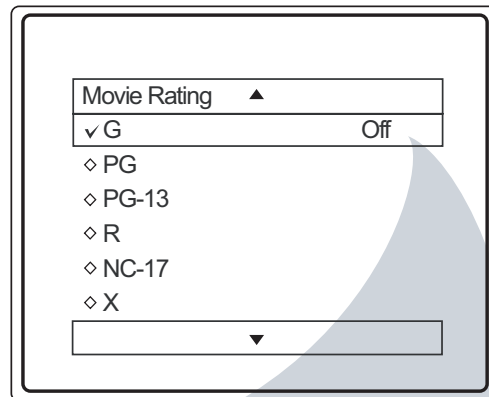 Movie Rating ▲
✓ G Off
◇ PG
◇ PG-13
◇ R
◇ NC-17
◇ X
▼